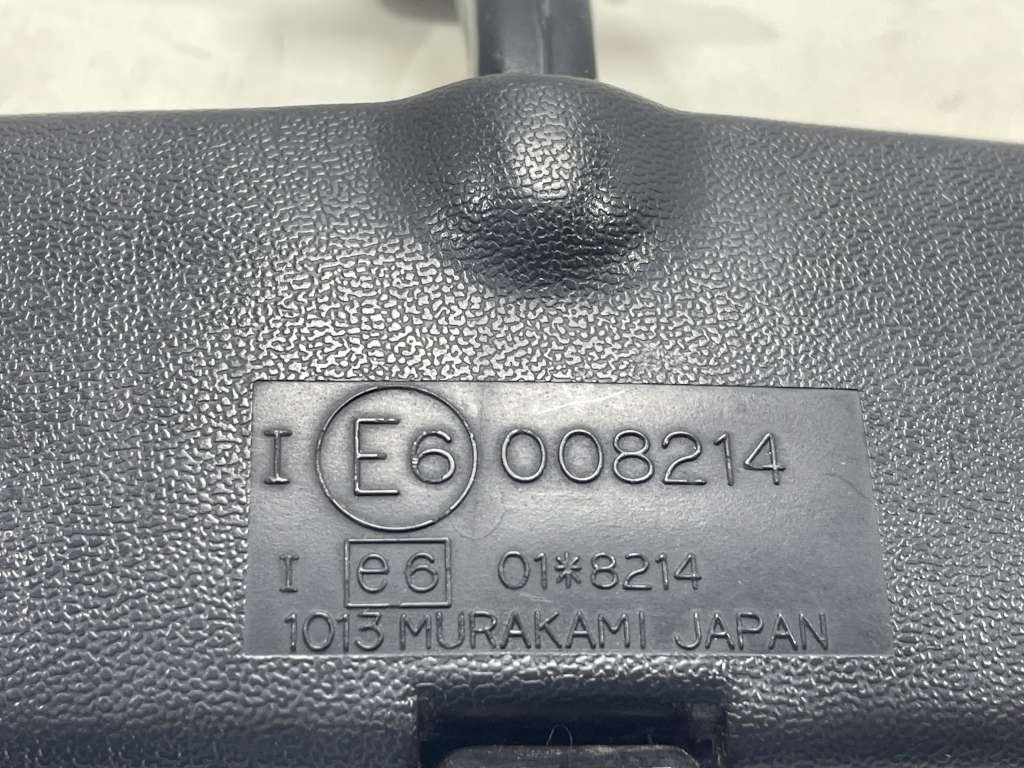 I E6 008214
I e6 01*8214
1013 MURAKAMI JAPAN